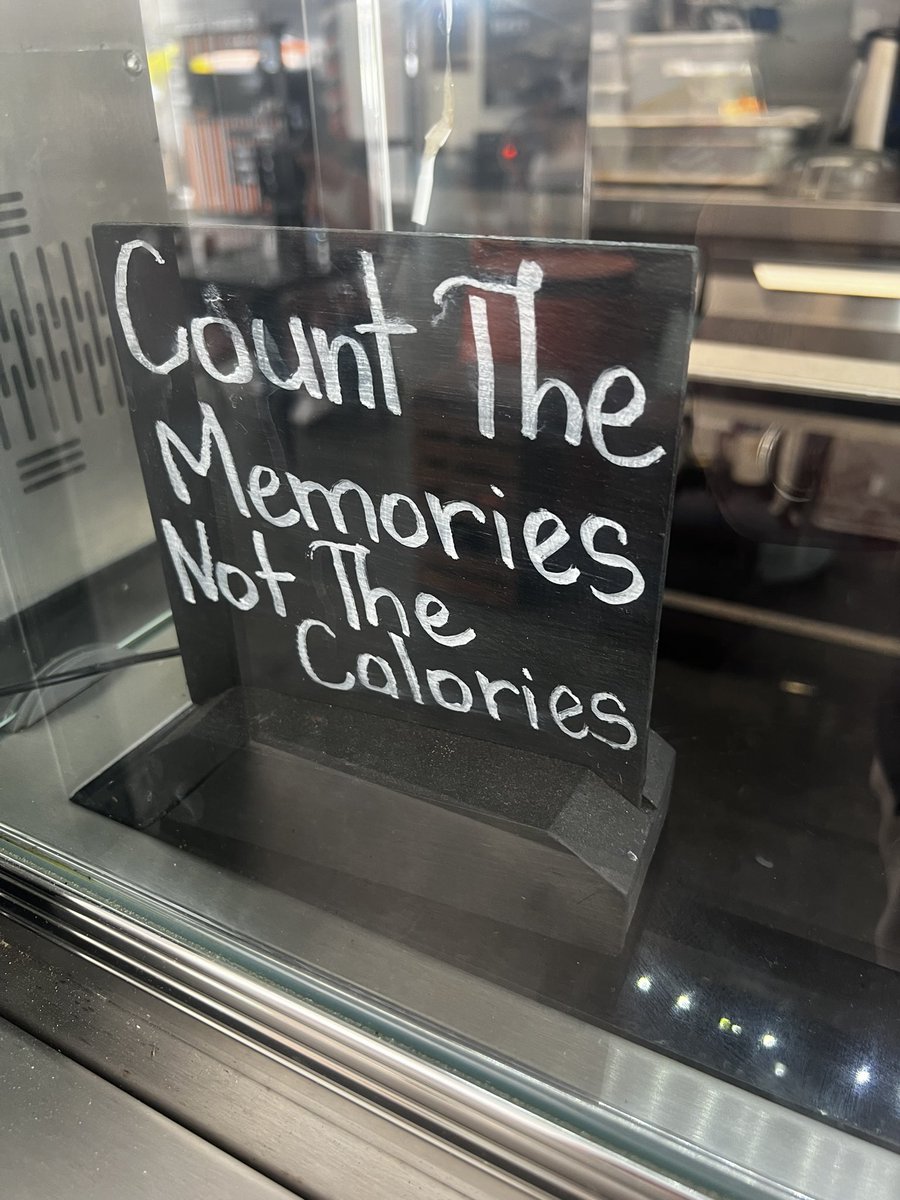 Count The
Memories
Not The
Calories